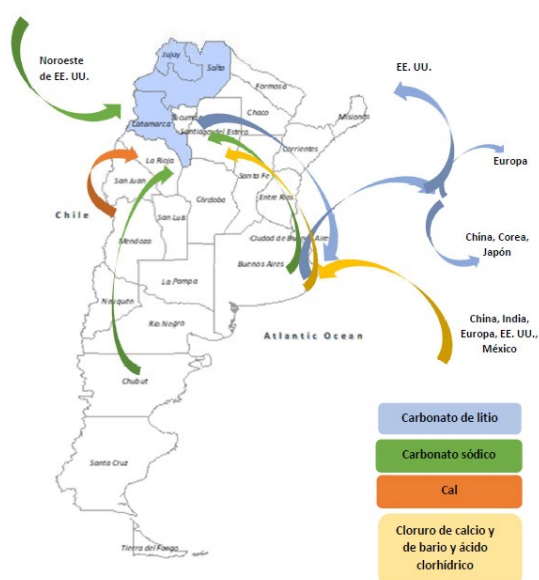 Noroeste
de EE. UU.
EE. UU.
Europa
China, Corea,
Japón
China, India,
Europa, EE. UU.,
México
Jujuy
Salta
Formosa
Chaco
Misiones
Catamarca
Tucumá
Santiago del Estero
Corrientes
La Rioja
Santa Fe
San Juan
Córdoba
Entre Ríos
Chile
San Luis
Mendoza
Ciudad de Buenos Aires
Buenos Aires
La Pampa
Neuquén
Río Negro
Atlantic Ocean
Chubut
Santa Cruz
Tierra del Fuego
Carbonato de litio
Carbonato sódico
Cal
Cloruro de calcio y
de bario y ácido
clorhídrico